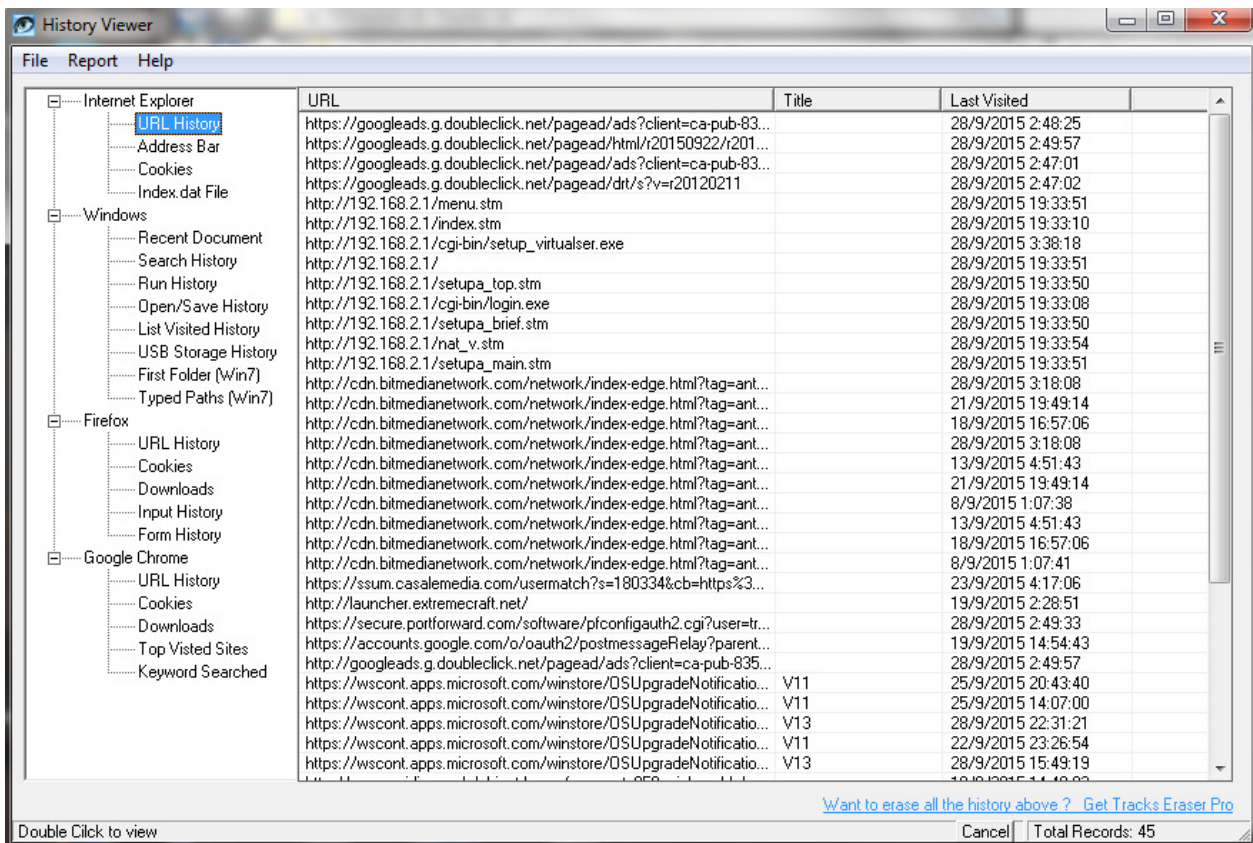 History Viewer
File Report Help
Internet Explorer
URL History
Address Bar
Cookies
Index.dat File
Windows
Recent Document
Search History
Run History
Open/Save History
List Visited History
USB Storage History
First Folder (Win7)
Typed Paths (Win7)
Firefox
URL History
Cookies
Downloads
Input History
Form History
Google Chrome
URL History
Cookies
Downloads
Top Visted Sites
Keyword Searched
URL Title Last Visited
https://googleads.g.doubleclick.net/pagead/ads?client=ca-pub-83... 28/9/2015 2:48:25
https://googleads.g.doubleclick.net/pagead/html/r20150922/r201... 28/9/2015 2:49:57
https://googleads.g.doubleclick.net/pagead/ads?client=ca-pub-83... 28/9/2015 2:47:01
https://googleads.g.doubleclick.net/pagead/drt/s?v=r20120211 28/9/2015 2:47:02
http://192.168.2.1/menu.stm 28/9/2015 19:33:51
http://192.168.2.1/index.stm 28/9/2015 19:33:10
http://192.168.2.1/cgi-bin/setup_virtualser.exe 28/9/2015 3:38:18
http://192.168.2.1/ 28/9/2015 19:33:51
http://192.168.2.1/setupa_top.stm 28/9/2015 19:33:50
http://192.168.2.1/cgi-bin/login.exe 28/9/2015 19:33:08
http://192.168.2.1/setupa_brief.stm 28/9/2015 19:33:50
http://192.168.2.1/nat_v.stm 28/9/2015 19:33:54
http://192.168.2.1/setupa_main.stm 28/9/2015 19:33:51
http://cdn.bitmedianetwork.com/network/index-edge.html?tag=ant... 28/9/2015 3:18:08
http://cdn.bitmedianetwork.com/network/index-edge.html?tag=ant... 21/9/2015 19:49:14
http://cdn.bitmedianetwork.com/network/index-edge.html?tag=ant... 18/9/2015 16:57:06
http://cdn.bitmedianetwork.com/network/index-edge.html?tag=ant... 28/9/2015 3:18:08
http://cdn.bitmedianetwork.com/network/index-edge.html?tag=ant... 13/9/2015 4:51:43
http://cdn.bitmedianetwork.com/network/index-edge.html?tag=ant... 21/9/2015 19:49:14
http://cdn.bitmedianetwork.com/network/index-edge.html?tag=ant... 8/9/2015 1:07:38
http://cdn.bitmedianetwork.com/network/index-edge.html?tag=ant... 13/9/2015 4:51:43
http://cdn.bitmedianetwork.com/network/index-edge.html?tag=ant... 18/9/2015 16:57:06
http://cdn.bitmedianetwork.com/network/index-edge.html?tag=ant... 8/9/2015 1:07:41
https://ssum.casalemedia.com/usermatch?s=180334&cb=https%3... 23/9/2015 4:17:06
http://launcher.extremecraft.net/ 19/9/2015 2:28:51
https://secure.portforward.com/software/pfconfigauth2.cgi?user=tr... 28/9/2015 2:49:33
https://accounts.google.com/o/oauth2/postmessageRelay?parent... 19/9/2015 14:54:43
http://googleads.g.doubleclick.net/pagead/ads?client=ca-pub-835... 28/9/2015 2:49:57
https://wscont.apps.microsoft.com/winstore/OSUpgradeNotificatio... V11 25/9/2015 20:43:40
https://wscont.apps.microsoft.com/winstore/OSUpgradeNotificatio... V11 25/9/2015 14:07:00
https://wscont.apps.microsoft.com/winstore/OSUpgradeNotificatio... V13 28/9/2015 22:31:21
https://wscont.apps.microsoft.com/winstore/OSUpgradeNotificatio... V11 22/9/2015 23:26:54
https://wscont.apps.microsoft.com/winstore/OSUpgradeNotificatio... V13 28/9/2015 15:49:19
Want to erase all the history above ? Get Tracks Eraser Pro
Double Cilck to view Cancel Total Records: 45